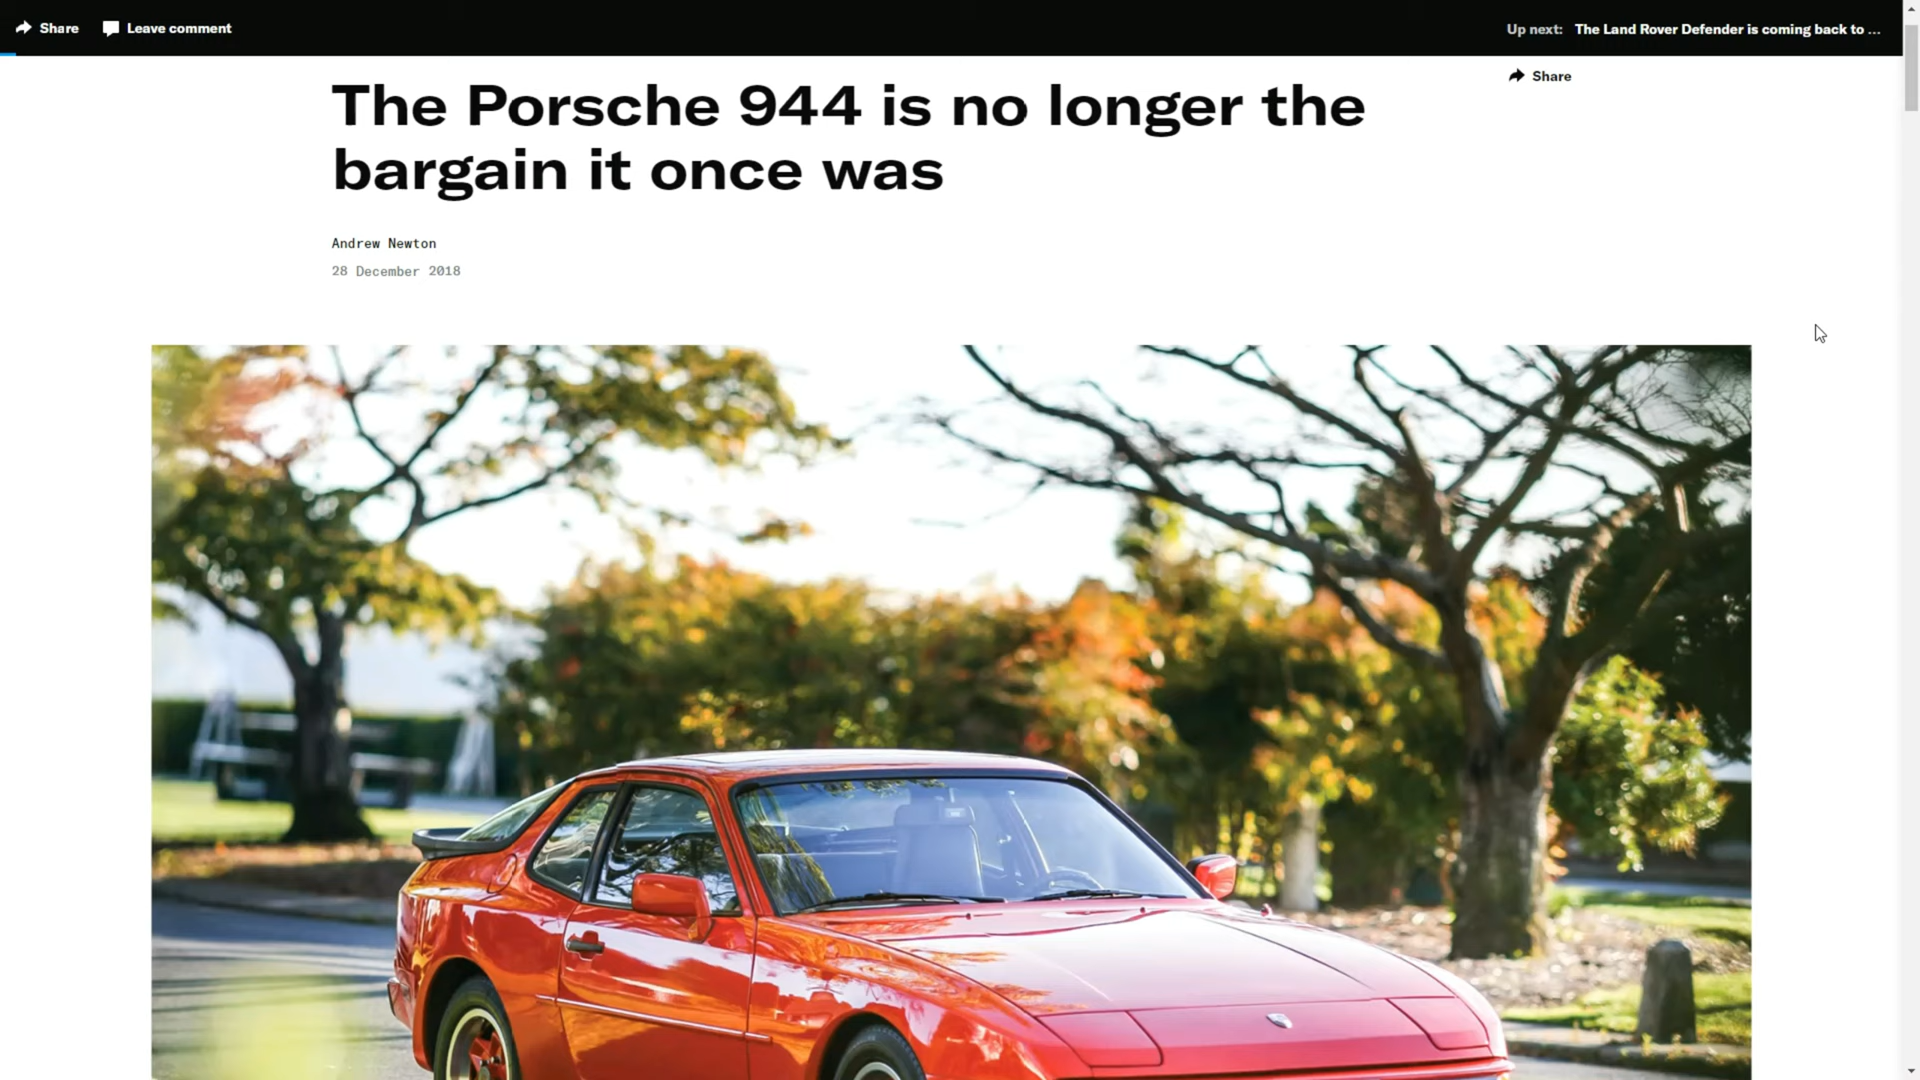 Share
Leave comment
Up next: The Land Rover Defender is coming back to ...
Share
The Porsche 944 is no longer the
bargain it once was
Andrew Newton
28 December 2018